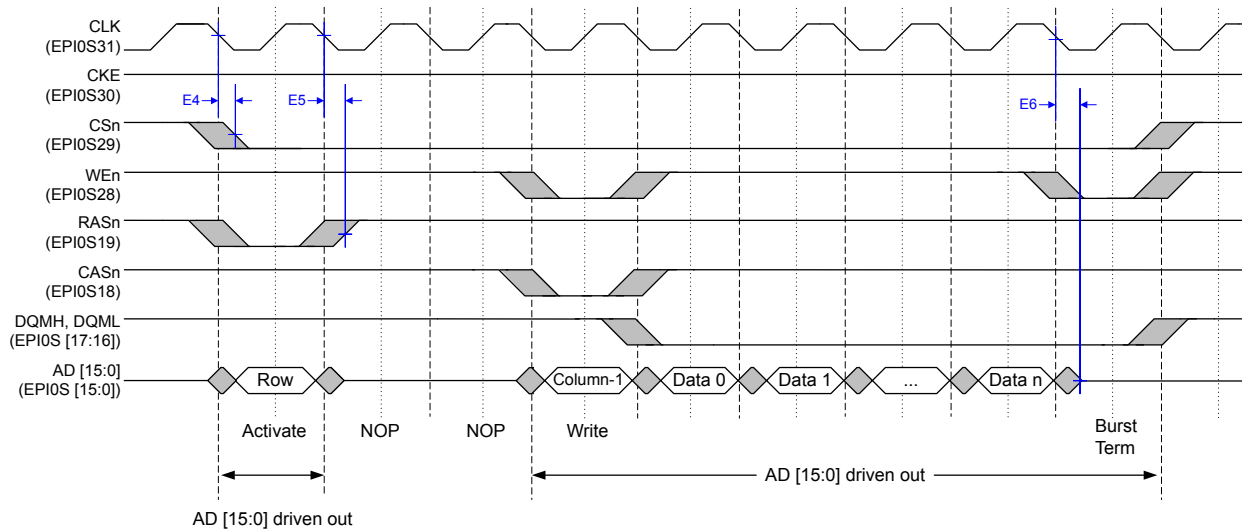 CLK
(EPI0S31)
CKE
(EPI0S30)
E4
E5
E6
CSn
(EPI0S29)
WEn
(EPI0S28)
RASn
(EPI0S19)
CASn
(EPI0S18)
DQMH, DQML
(EPI0S [17:16])
AD [15:0]
(EPI0S [15:0])
Row
Column-1
Data 0
Data 1
...
Data n
Activate
NOP
NOP
Write
Burst
Term
AD [15:0] driven out
AD [15:0] driven out